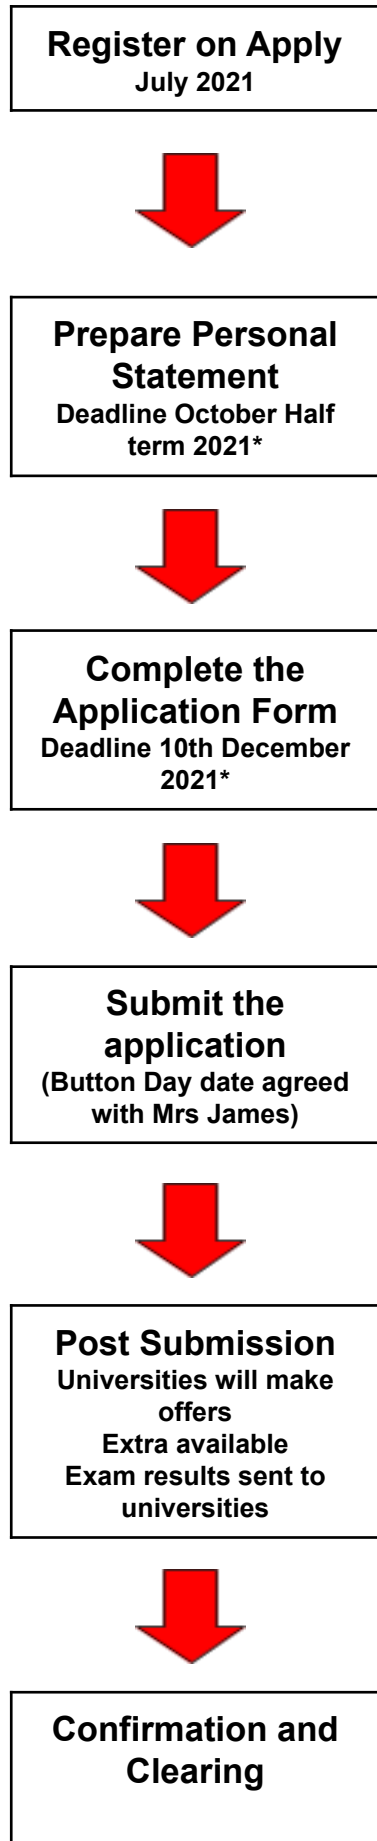 Register on Apply
July 2021
Prepare Personal
Statement
Deadline October Half
term 2021*
Complete the
Application Form
Deadline 10th December
2021*
Submit the
application
(Button Day date agreed
with Mrs James)
Post Submission
Universities will make
offers
Extra available
Exam results sent to
universities
Confirmation and
Clearing